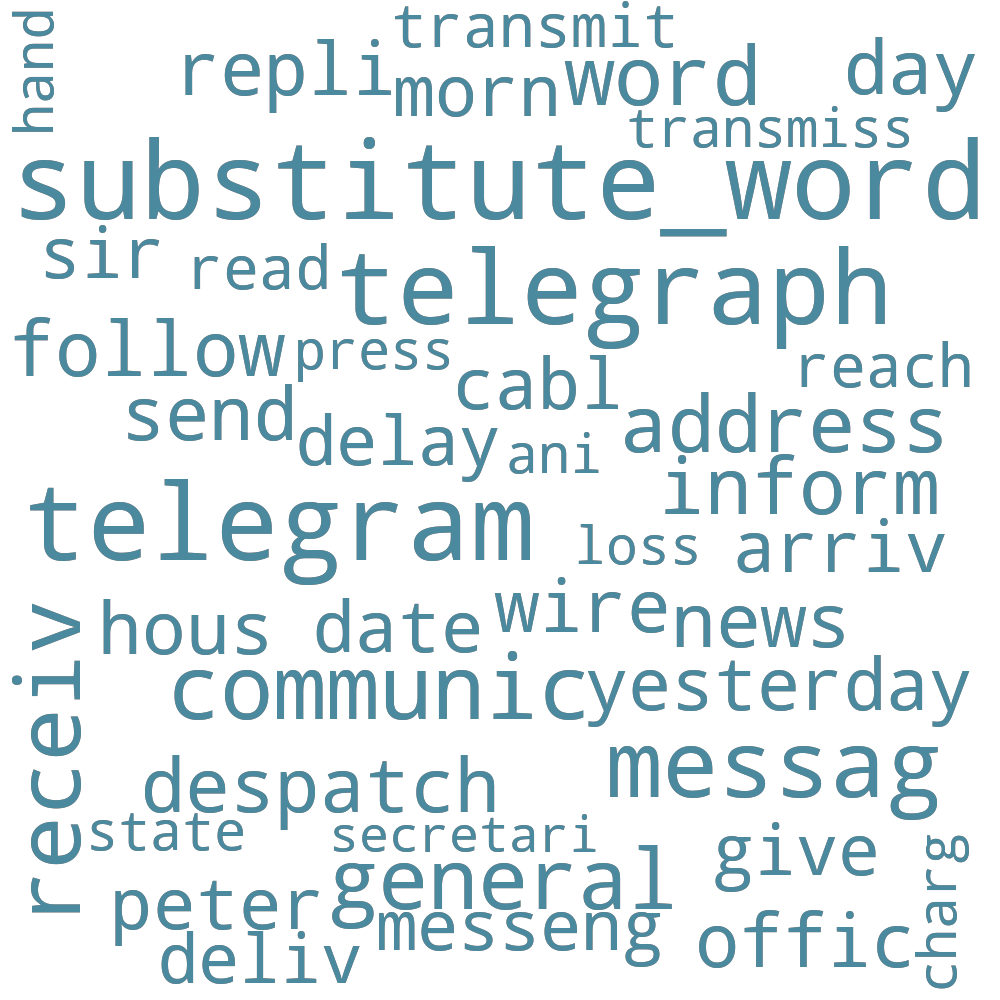 transmit
hand
repli
morn
word
day
transmiss
substitute_word
sir
read
telegraph
follow
press
cabl
reach
send
delay
ani
address
inform
telegram
loss
arriv
receiv
hous
date
wire
news
communic
yesterday
messag
despatch
state
secretari
general
give
charg
peter
messeng
offic
deliv